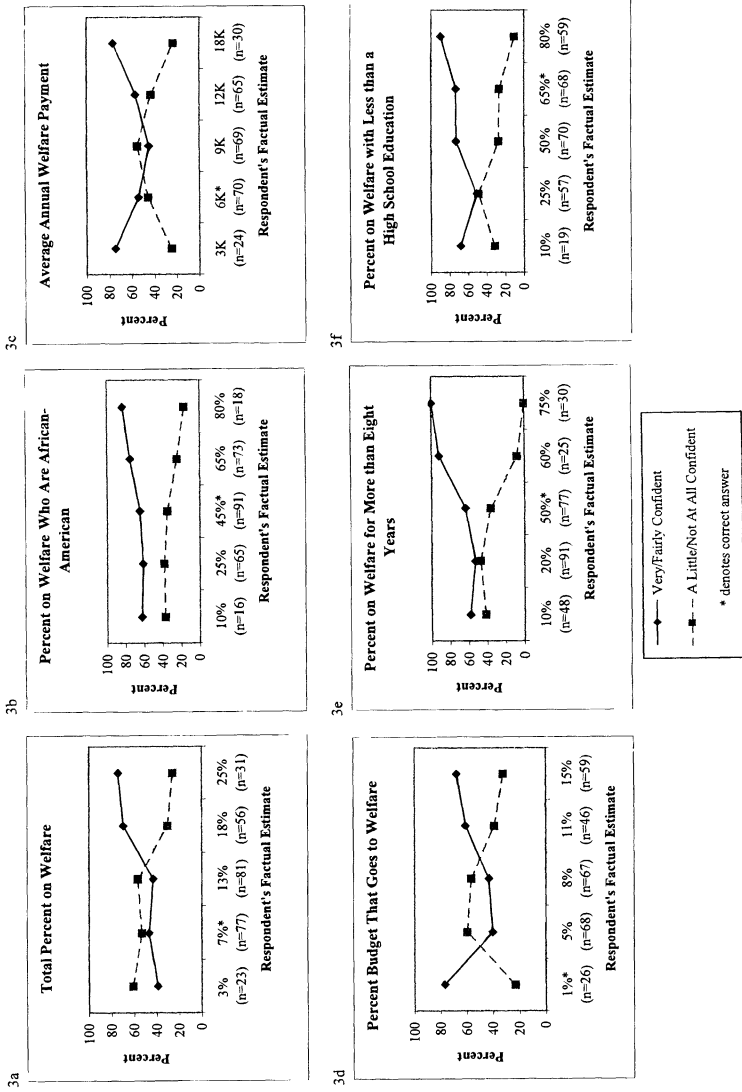 3a
Total Percent on Welfare
100
80
60
40
20
0
Percent
3% 7%* 13% 18% 25%
(n=23) (n=77) (n=81) (n=56) (n=31)
Respondent's Factual Estimate
3b
Percent on Welfare Who Are African-
American
100
80
60
40
20
0
Percent
10% 25% 45%* 65% 80%
(n=16) (n=65) (n=91) (n=73) (n=18)
Respondent's Factual Estimate
3c
Average Annual Welfare Payment
100
80
60
40
20
0
Percent
3K 6K* 9K 12K 18K
(n=24) (n=70) (n=69) (n=65) (n=30)
Respondent's Factual Estimate
3d
Percent Budget That Goes to Welfare
100
80
60
40
20
0
Percent
1%* 5% 8% 11% 15%
(n=26) (n=68) (n=67) (n=46) (n=59)
Respondent's Factual Estimate
3e
Percent on Welfare for More than Eight
Years
100
80
60
40
20
0
Percent
10% 20% 50%* 60% 75%
(n=48) (n=91) (n=77) (n=25) (n=30)
Respondent's Factual Estimate
3f
Percent on Welfare with Less than a
High School Education
100
80
60
40
20
0
Percent
10% 25% 50% 65%* 80%
(n=19) (n=57) (n=70) (n=68) (n=59)
Respondent's Factual Estimate
Very/Fairly Confident
A Little/Not At All Confident
* denotes correct answer